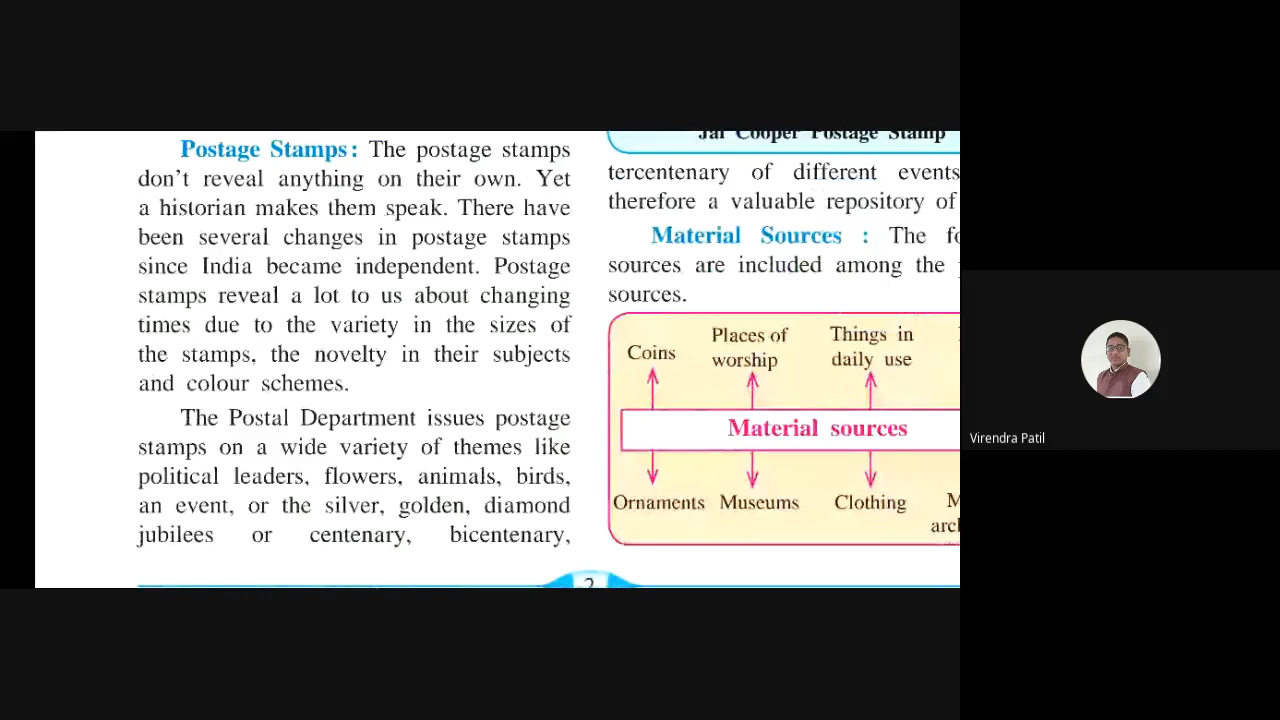 Postage Stamps: The postage stamps
don't reveal anything on their own. Yet
a historian makes them speak. There have
been several changes in postage stamps
since India became independent. Postage
stamps reveal a lot to us about changing
times due to the variety in the sizes of
the stamps, the novelty in their subjects
and colour schemes.
The Postal Department issues postage
stamps on a wide variety of themes like
political leaders, flowers, animals, birds,
an event, or the silver, golden, diamond
jubilees or centenary, bicentenary,
Jal Cooper Postage Stamp
tercentenary of different events
therefore a valuable repository of
Material Sources : The
sources are included among the
sources.
Coins
Places of
worship
Things in
daily use
Material sources
Ornaments
Museums
Clothing
2
Virendra Patil